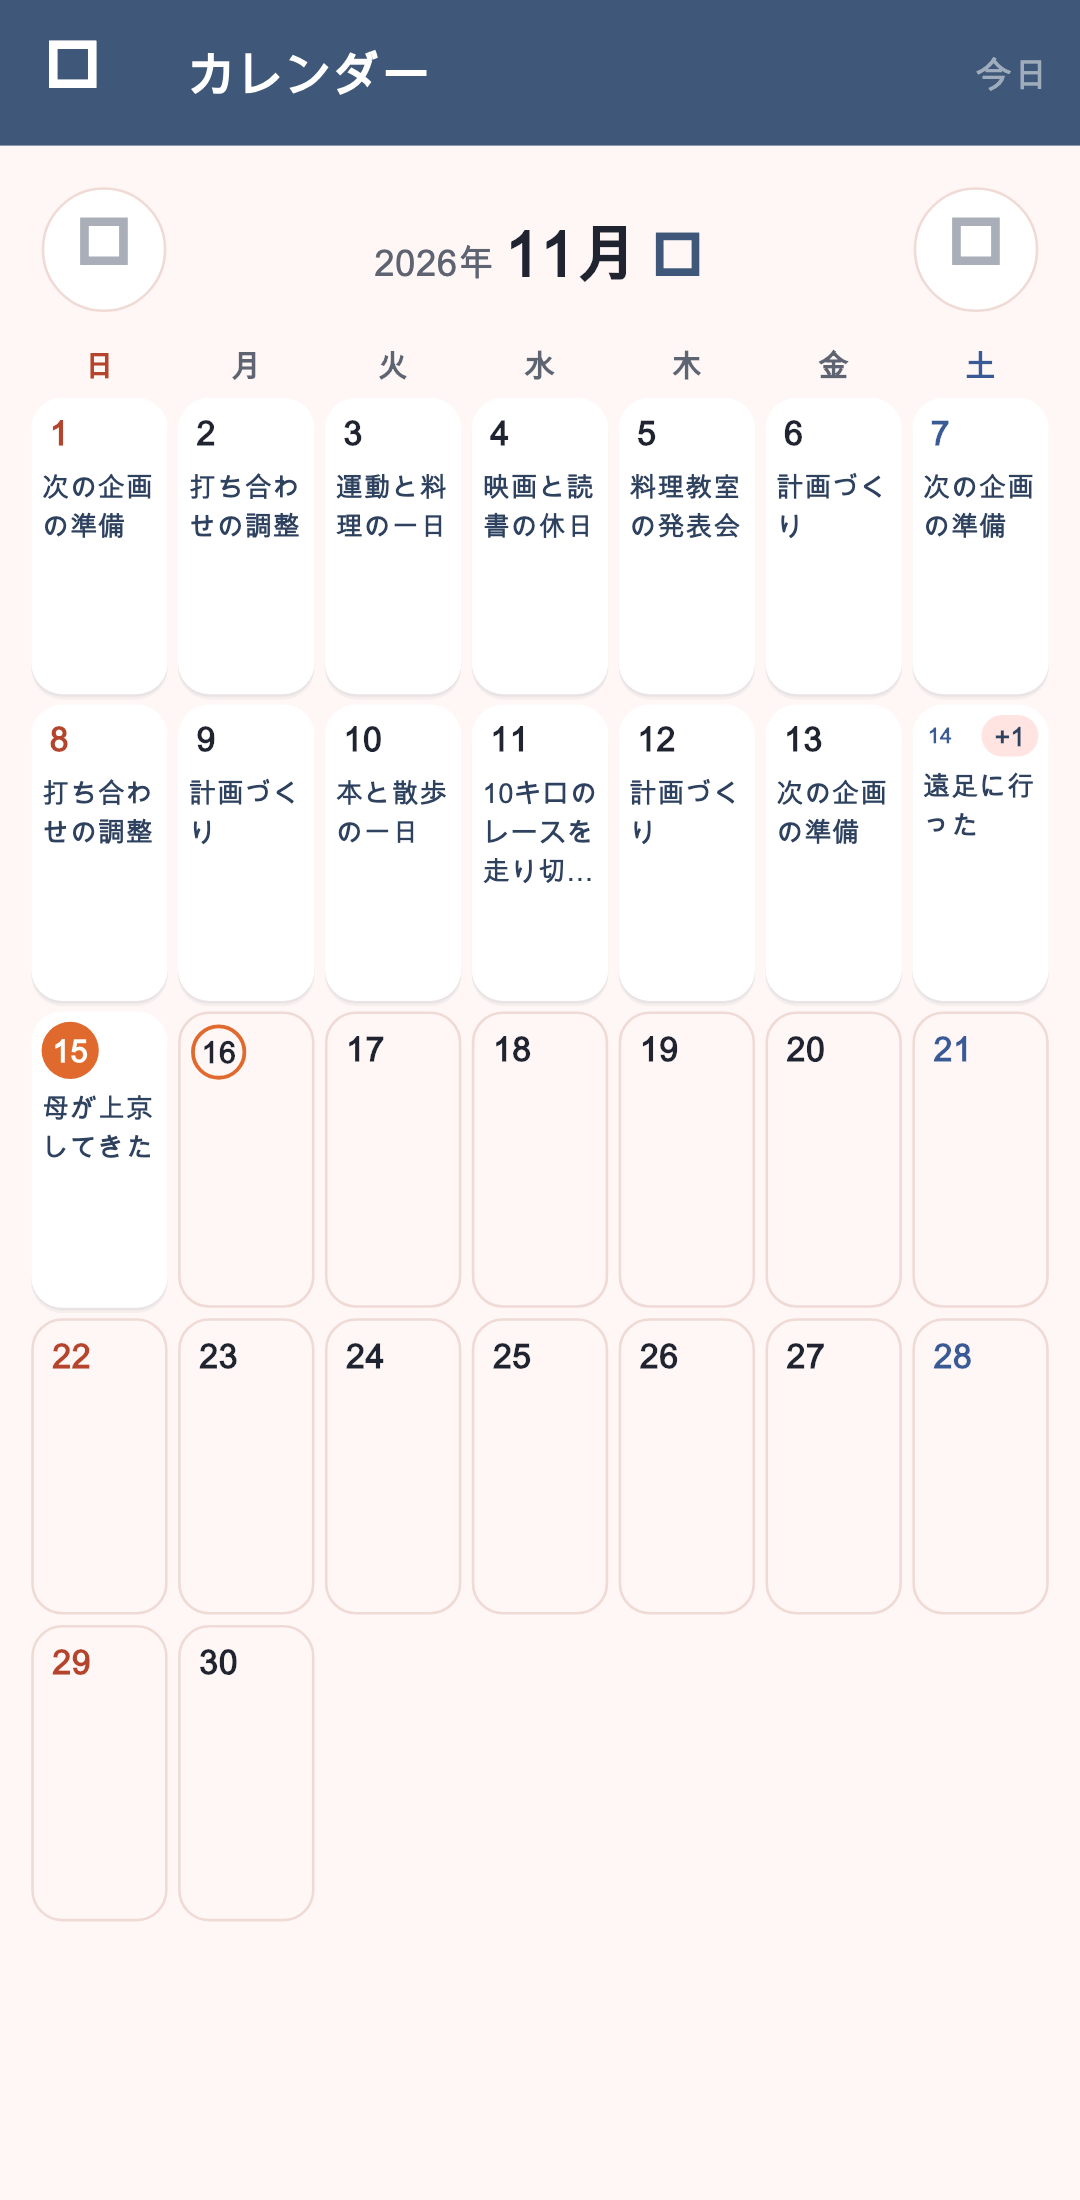 カレンダー
今日
2026年 11月
日 月 火 水 木 金 土
1 2 3 4 5 6 7
次の企画 打ち合わ 運動と料 映画と読 料理教室 計画づく 次の企画
の準備 せの調整 理の一日 書の休日 の発表会 り の準備
8 9 10 11 12 13 14 +1
打ち合わ 計画づく 本と散歩 10キロの 計画づく 次の企画 遠足に行
せの調整 り の一日 レースを り の準備 った
走り切…
15 16 17 18 19 20 21
母が上京
してきた
22 23 24 25 26 27 28
29 30